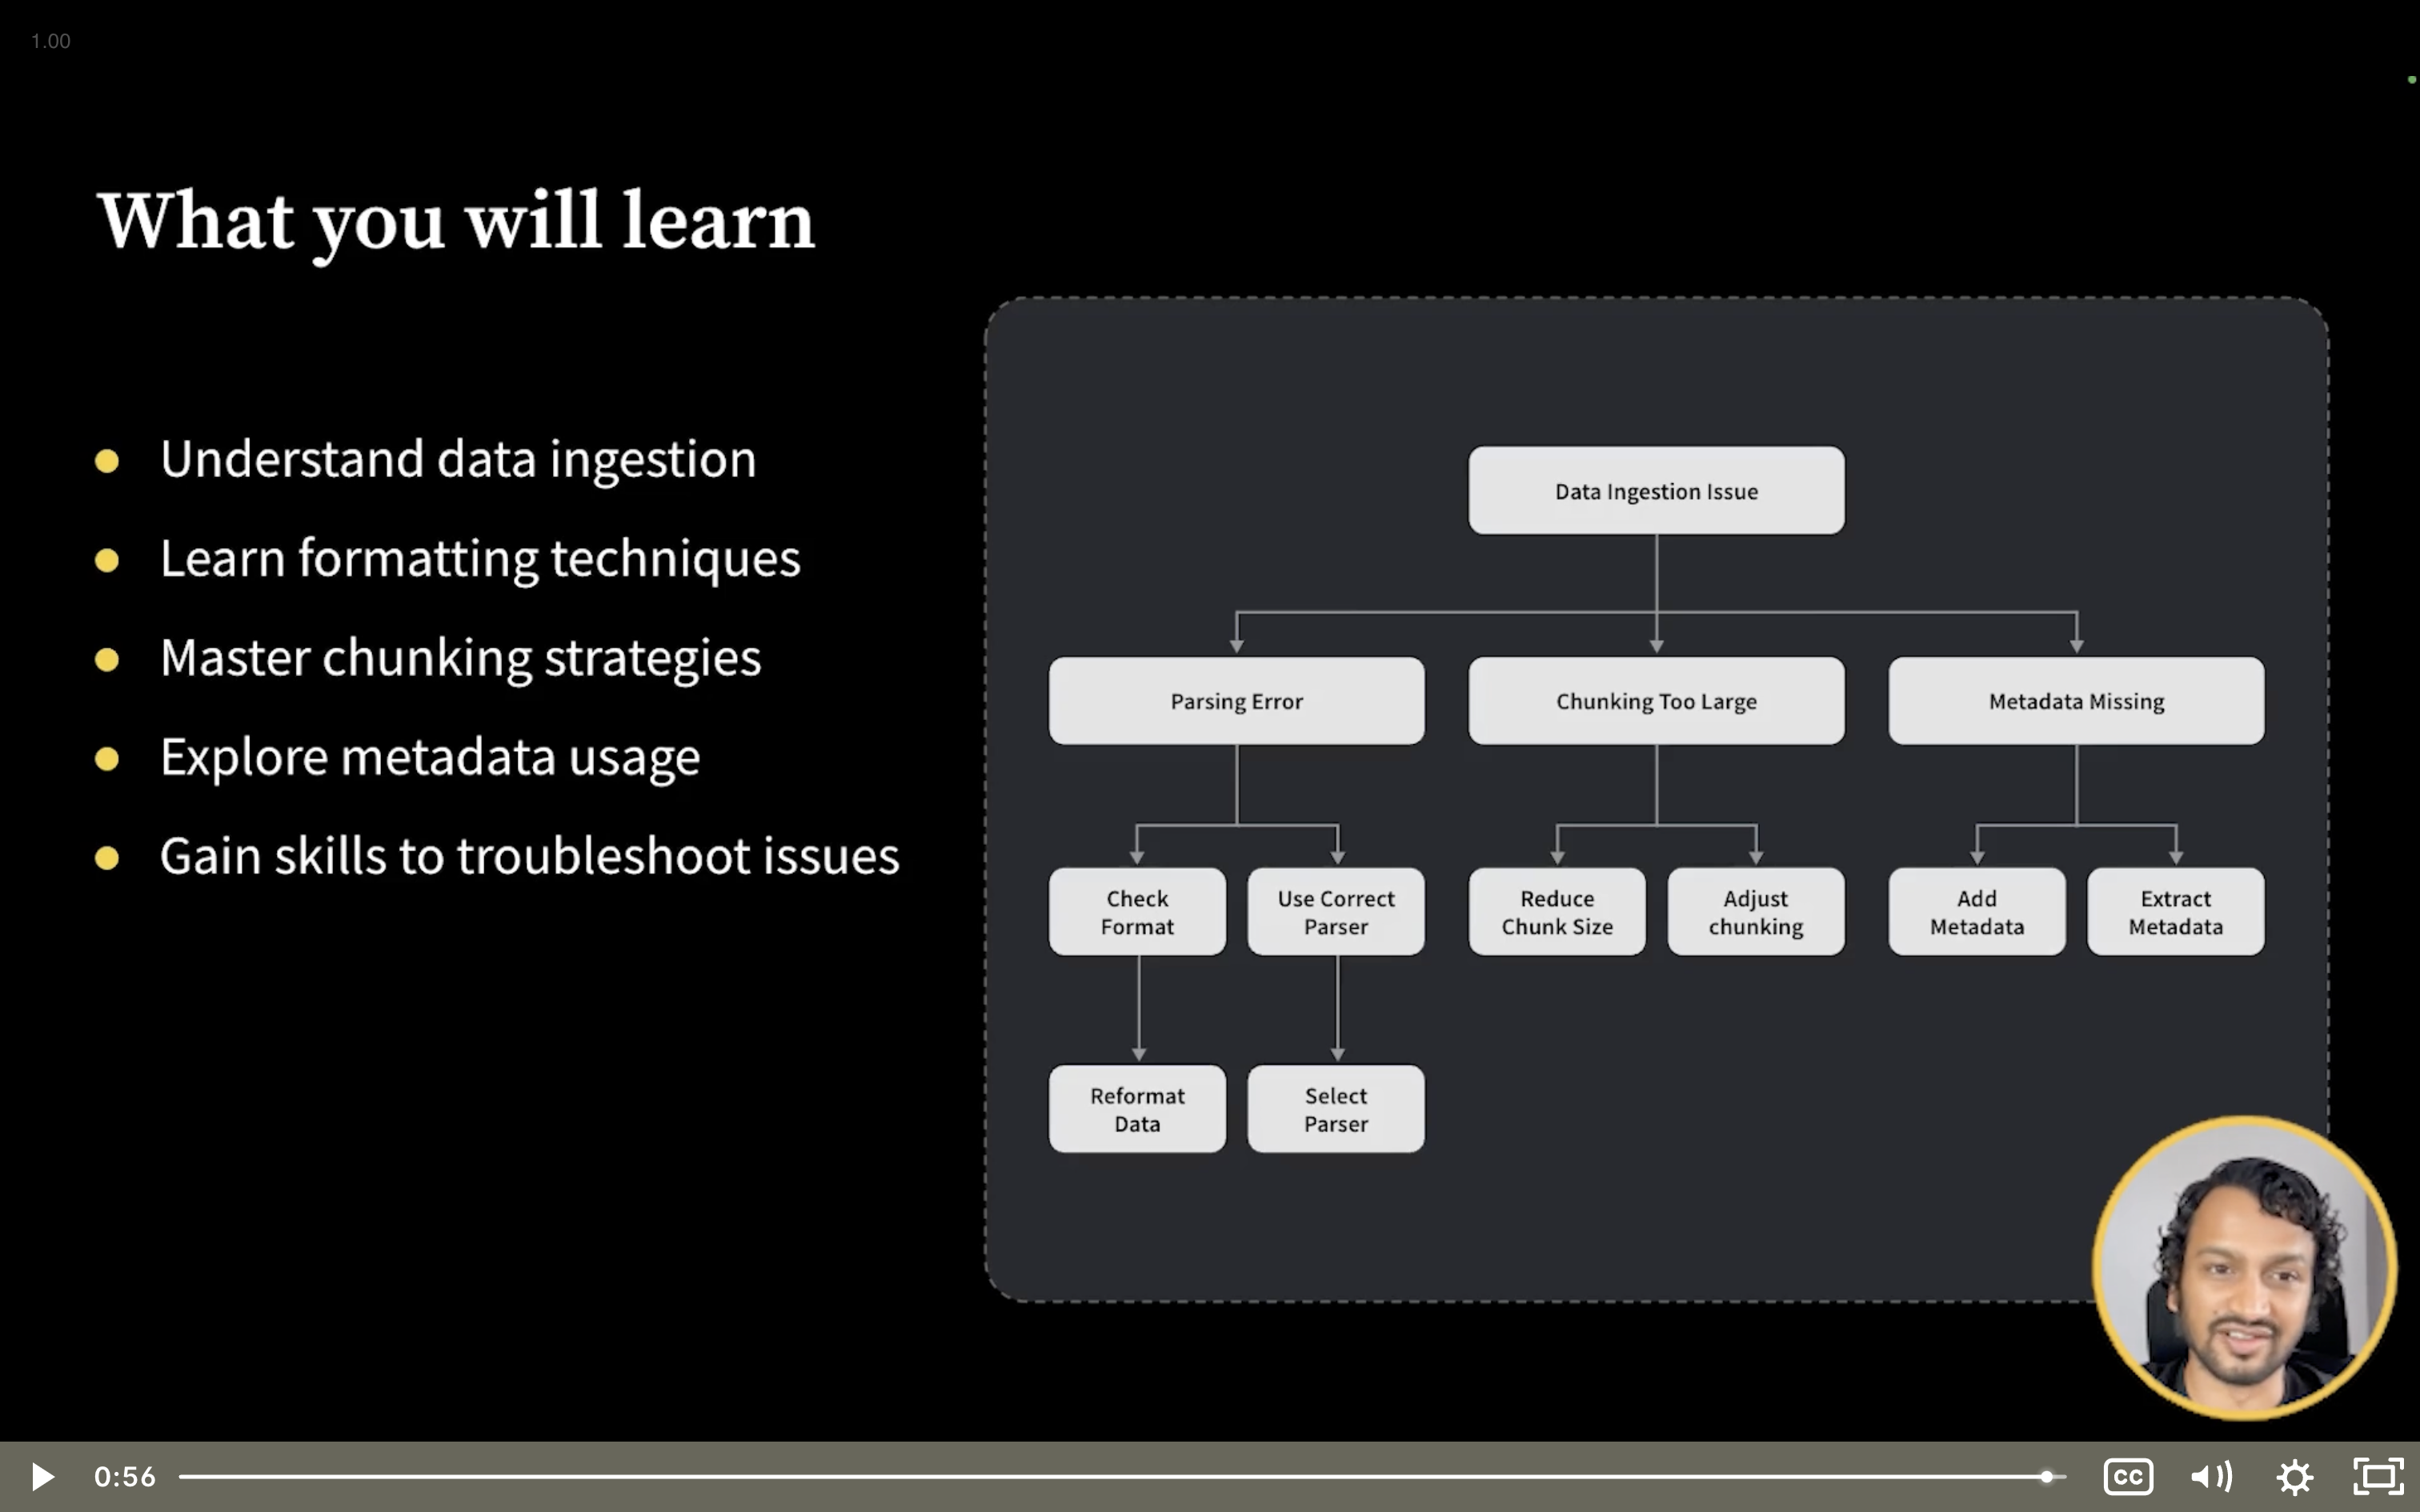 1.00
What you will learn
Understand data ingestion
Learn formatting techniques
Master chunking strategies
Explore metadata usage
Gain skills to troubleshoot issues
Data Ingestion Issue
Parsing Error
Chunking Too Large
Metadata Missing
Check
Format
Use Correct
Parser
Reduce
Chunk Size
Adjust
chunking
Add
Metadata
Extract
Metadata
Reformat
Data
Select
Parser
0:56
CC